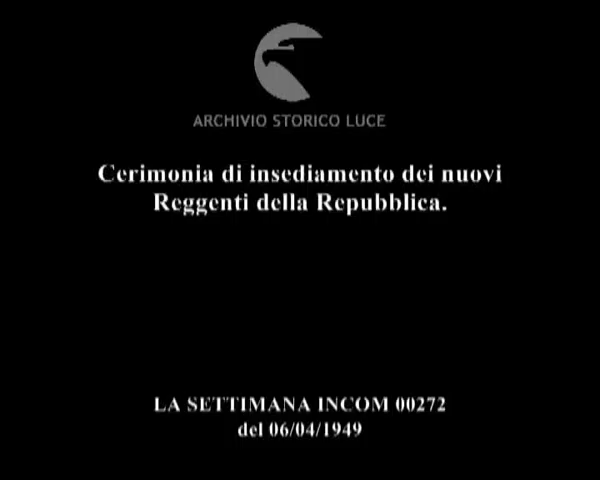 ARCHIVIO STORICO LUCE
Cerimonia di insediamento dei nuovi
Reggenti della Repubblica.
LA SETTIMANA INCOM 00272
del 06/04/1949